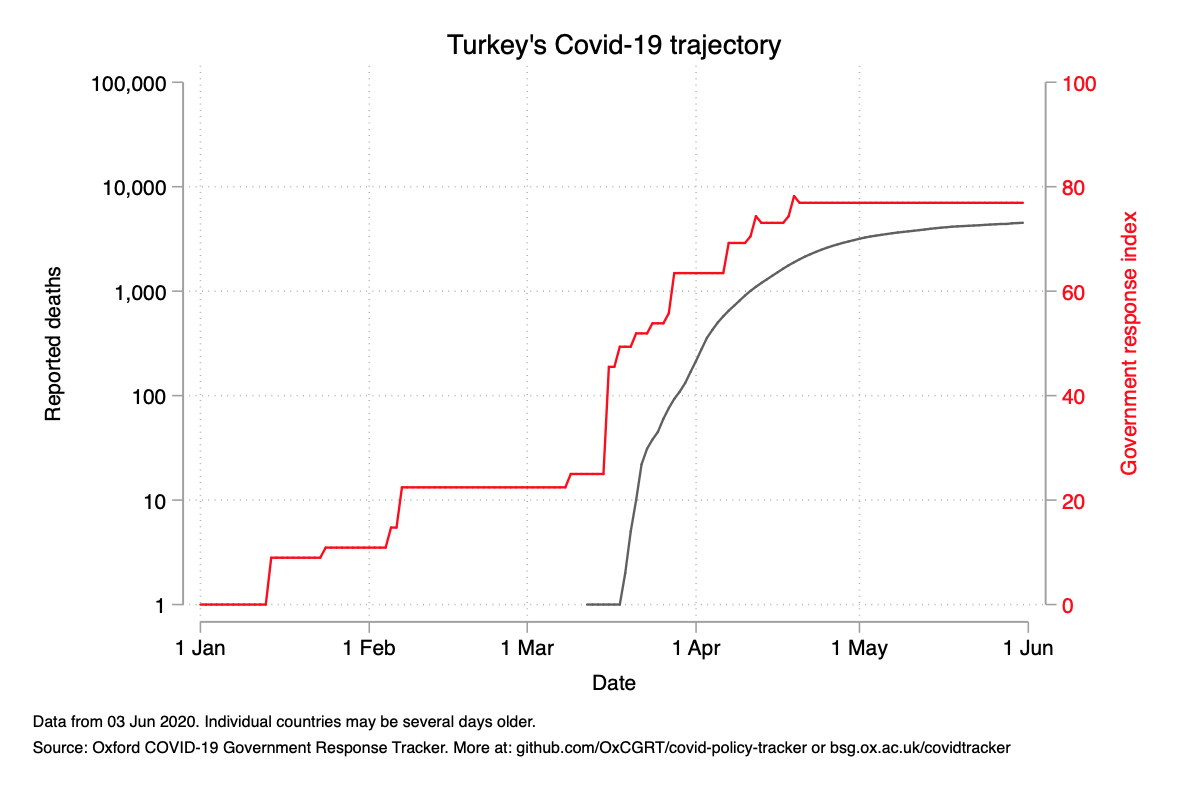 Turkey's Covid-19 trajectory
100,000
10,000
1,000
100
10
1
Reported deaths
100
80
60
40
20
0
Government response index
1 Jan
1 Feb
1 Mar
1 Apr
1 May
1 Jun
Date
Data from 03 Jun 2020. Individual countries may be several days older.
Source: Oxford COVID-19 Government Response Tracker. More at: github.com/OxCGRT/covid-policy-tracker or bsg.ox.ac.uk/covidtracker